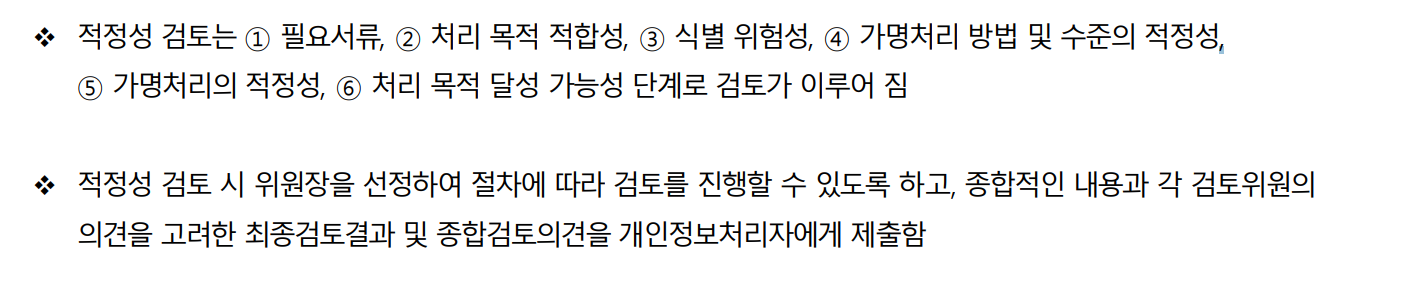 ❖ 적정성 검토는 ① 필요서류, ② 처리 목적 적합성, ③ 식별 위험성, ④ 가명처리 방법 및 수준의 적정성,
⑤ 가명처리의 적정성, ⑥ 처리 목적 달성 가능성 단계로 검토가 이루어 짐
❖ 적정성 검토 시 위원장을 선정하여 절차에 따라 검토를 진행할 수 있도록 하고, 종합적인 내용과 각 검토위원의
의견을 고려한 최종검토결과 및 종합검토의견을 개인정보처리자에게 제출함